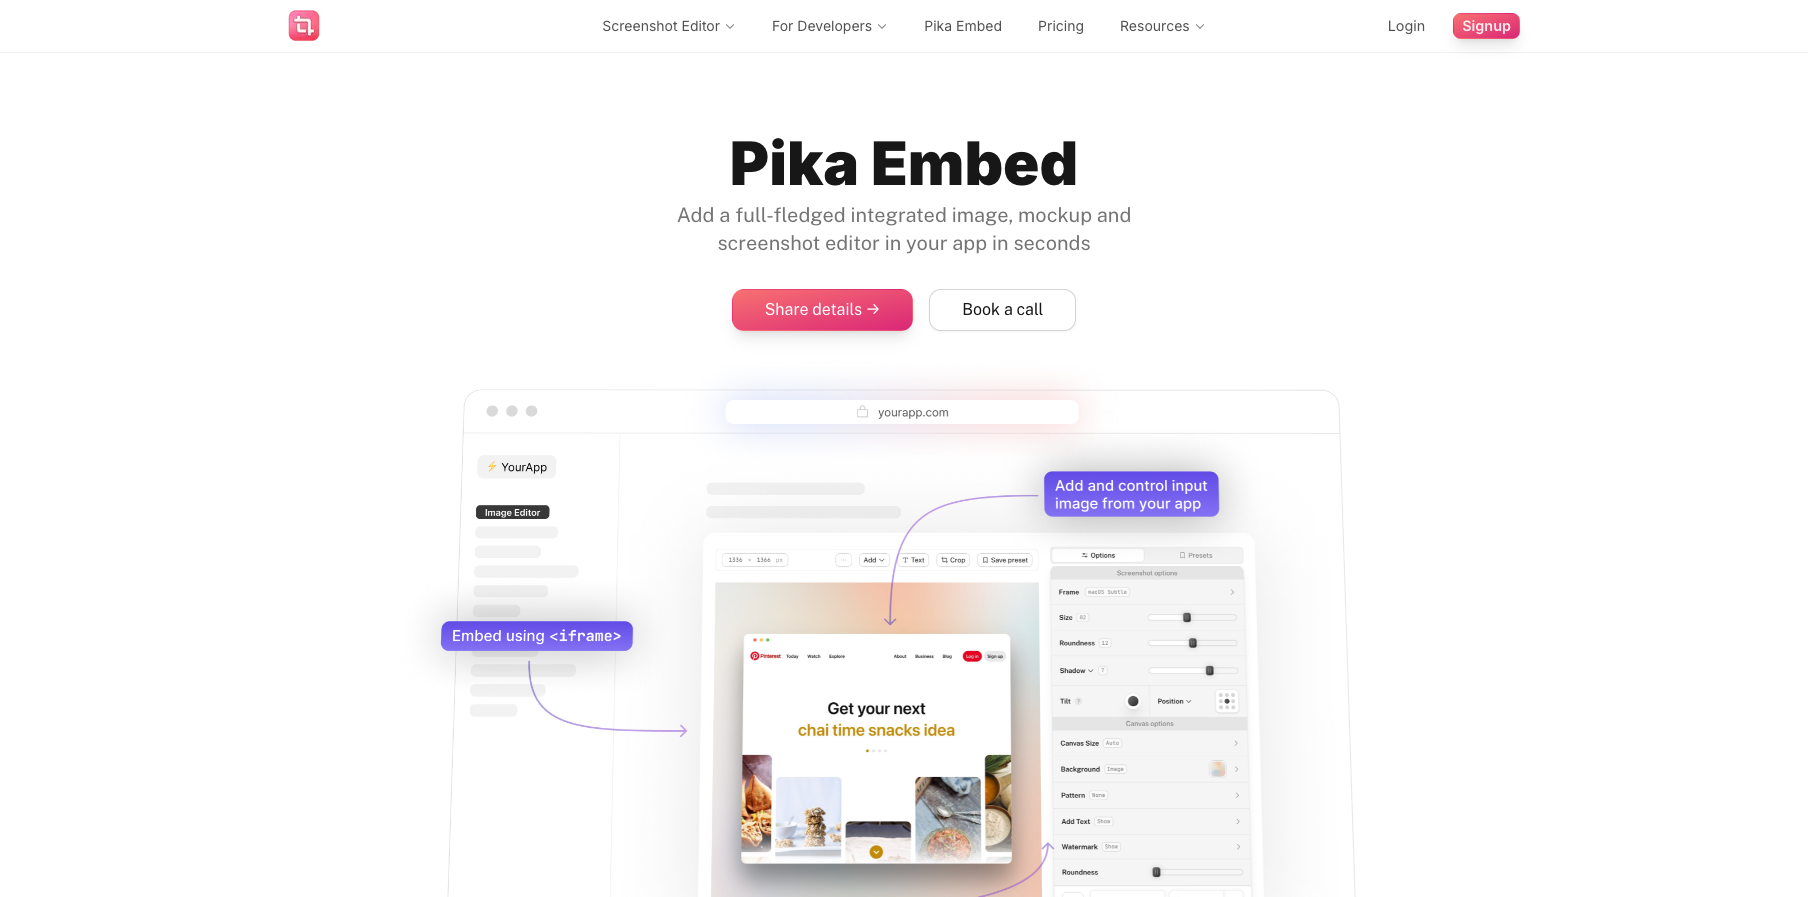 Screenshot Editor
For Developers
Pika Embed
Pricing
Resources
Login
Signup
Pika Embed
Add a full-fledged integrated image, mockup and
screenshot editor in your app in seconds
Share details →
Book a call
yourapp.com
⚡ YourApp
Image Editor
Embed using <iframe>
Add and control input
image from your app
1336 × 1366 px
Add
Text
Crop
Save preset
Options
Presets
Pinterest
Today
Watch
Explore
About
Business
Blog
Log in
Sign up
Get your next
chai time snacks idea
Screenshot options
Frame macOS Subtle
Size 82
Roundness 12
Shadow ?
Tilt ?
Position
Canvas options
Canvas Size Auto
Background Image
Pattern None
Add Text Show
Watermark Show
Roundness